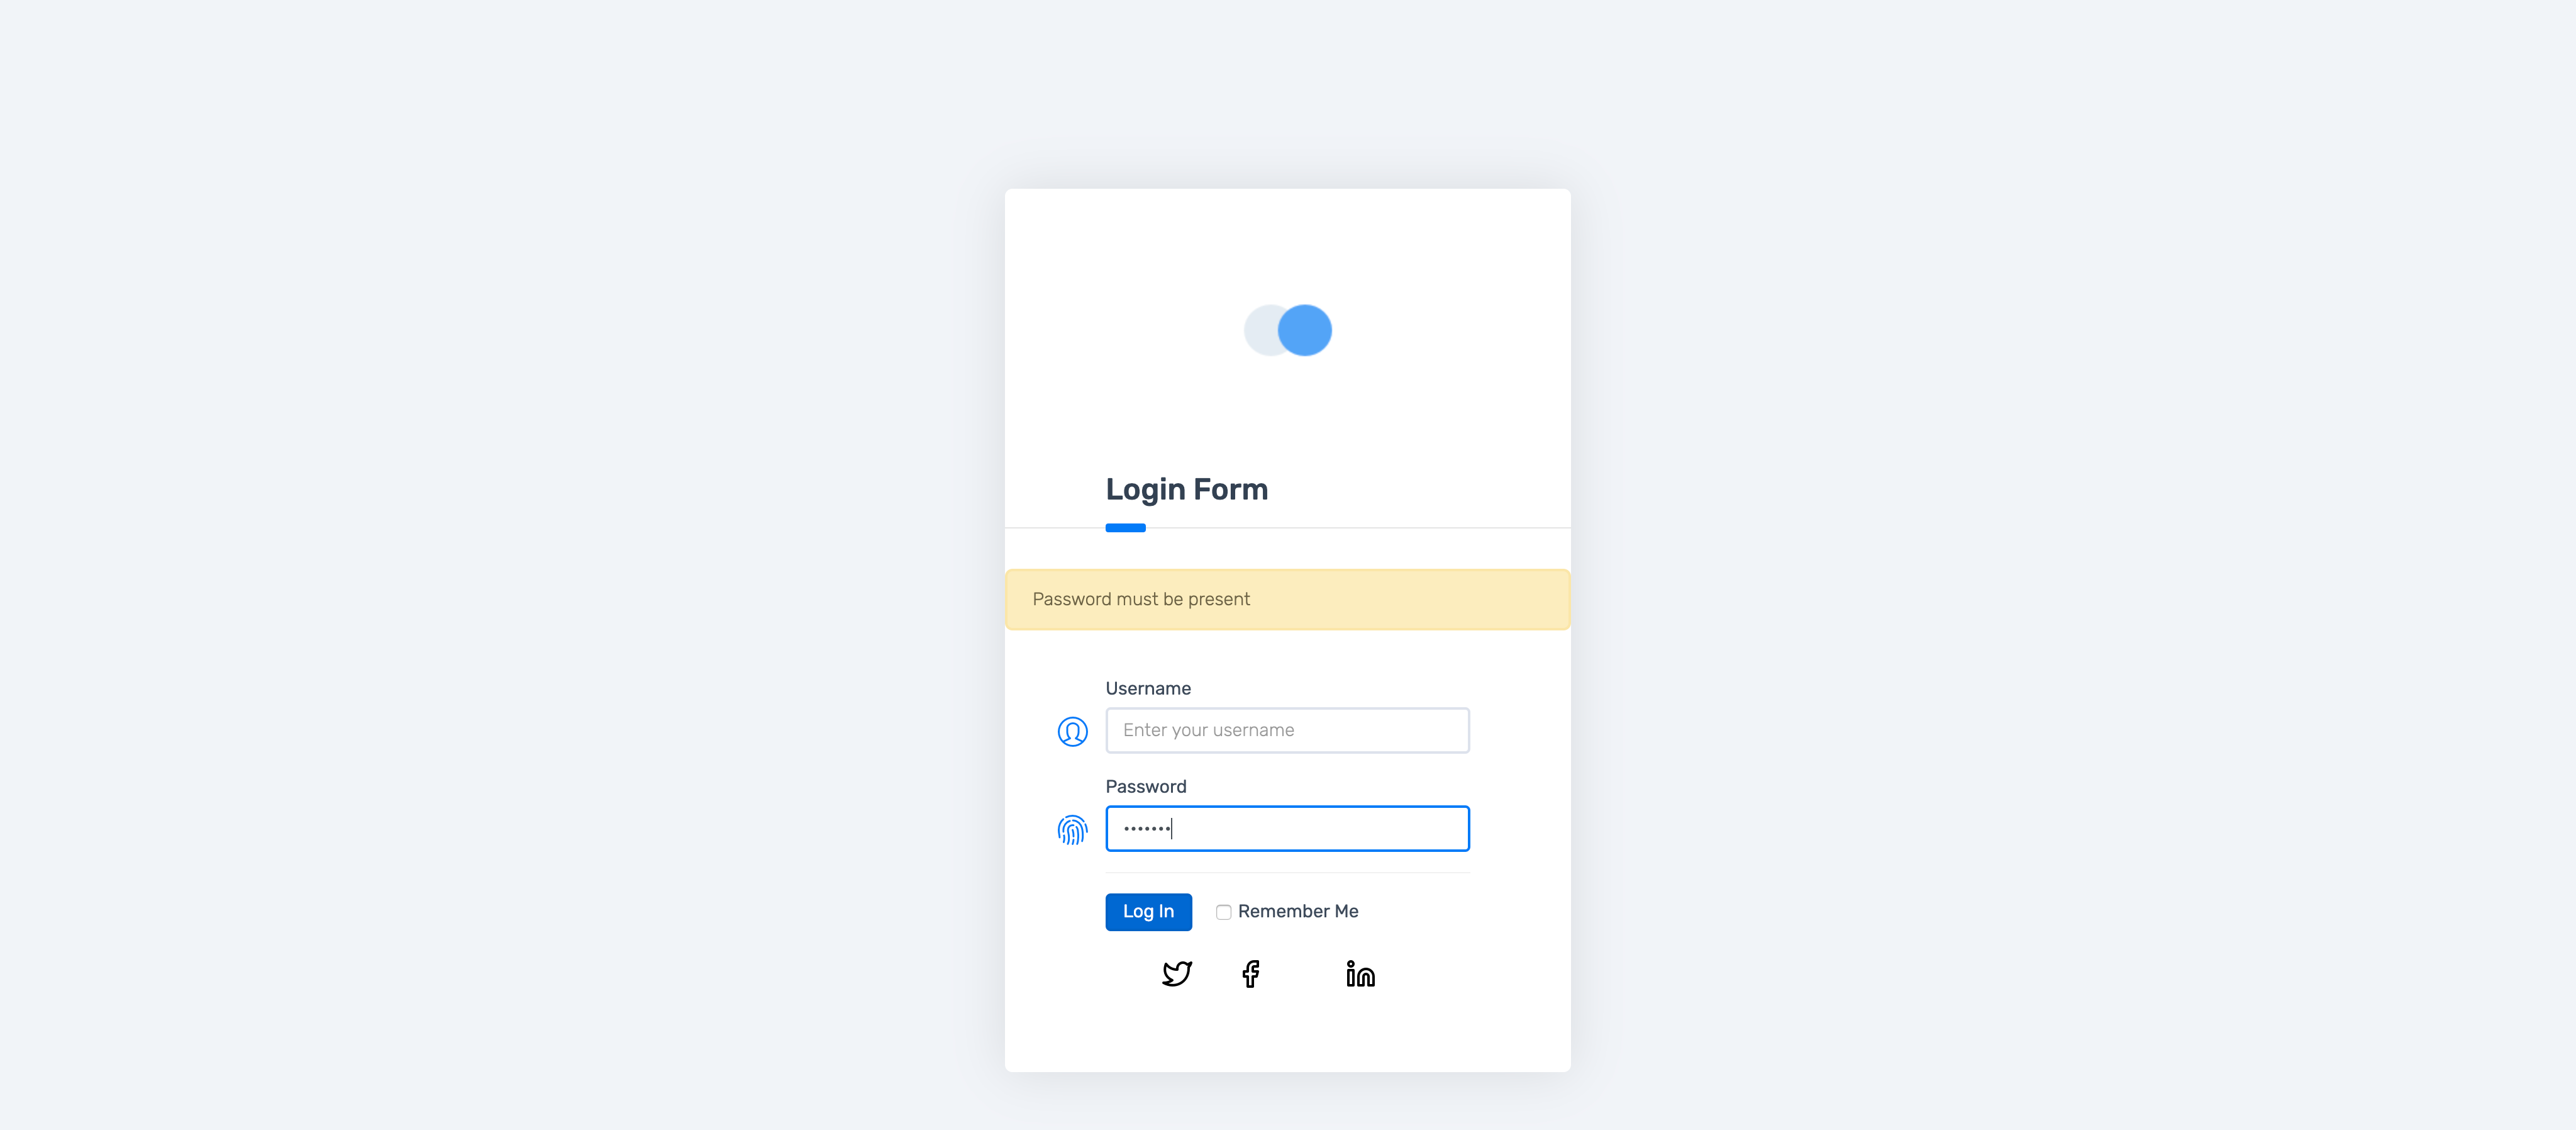 Login Form
Password must be present
Username
Enter your username
Password
•••••••
Log In
Remember Me